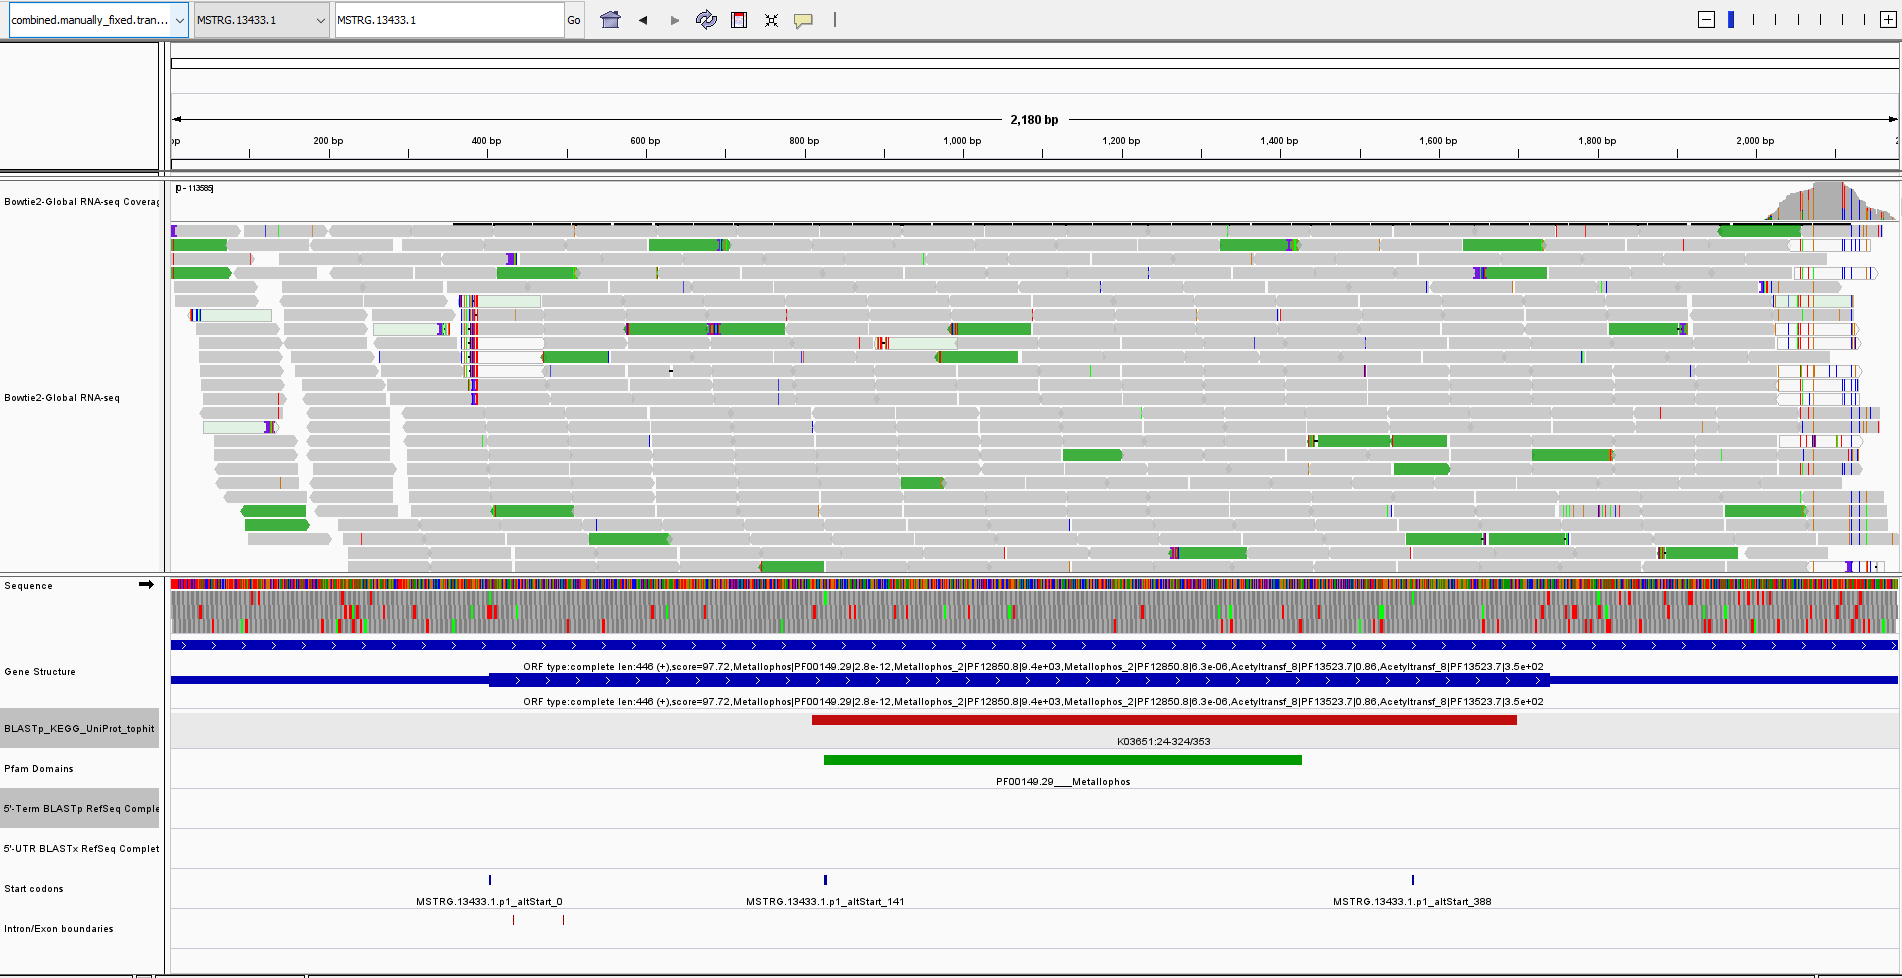 combined.manually_fixed.tran... MSTRG.13433.1 MSTRG.13433.1 Go
2,180 bp
bp 200 bp 400 bp 600 bp 800 bp 1,000 bp 1,200 bp 1,400 bp 1,600 bp 1,800 bp 2,000 bp 2
[0 - 113585]
Bowtie2-Global RNA-seq Coverag
Bowtie2-Global RNA-seq
Sequence
Gene Structure
ORF type:complete len:446 (+),score=97.72,Metallophos|PF00149.29|2.8e-12,Metallophos_2|PF12850.8|9.4e+03,Metallophos_2|PF12850.8|6.3e-06,Acetyltransf_8|PF13523.7|0.86,Acetyltransf_8|PF13523.7|3.5e+02
ORF type:complete len:446 (+),score=97.72,Metallophos|PF00149.29|2.8e-12,Metallophos_2|PF12850.8|9.4e+03,Metallophos_2|PF12850.8|6.3e-06,Acetyltransf_8|PF13523.7|0.86,Acetyltransf_8|PF13523.7|3.5e+02
BLASTp_KEGG_UniProt_tophit
K03651:24-324/353
Pfam Domains
PF00149.29___Metallophos
5'-Term BLASTp RefSeq Comple
5'-UTR BLASTx RefSeq Complet
Start codons
MSTRG.13433.1.p1_altStart_0 MSTRG.13433.1.p1_altStart_141 MSTRG.13433.1.p1_altStart_388
Intron/Exon boundaries